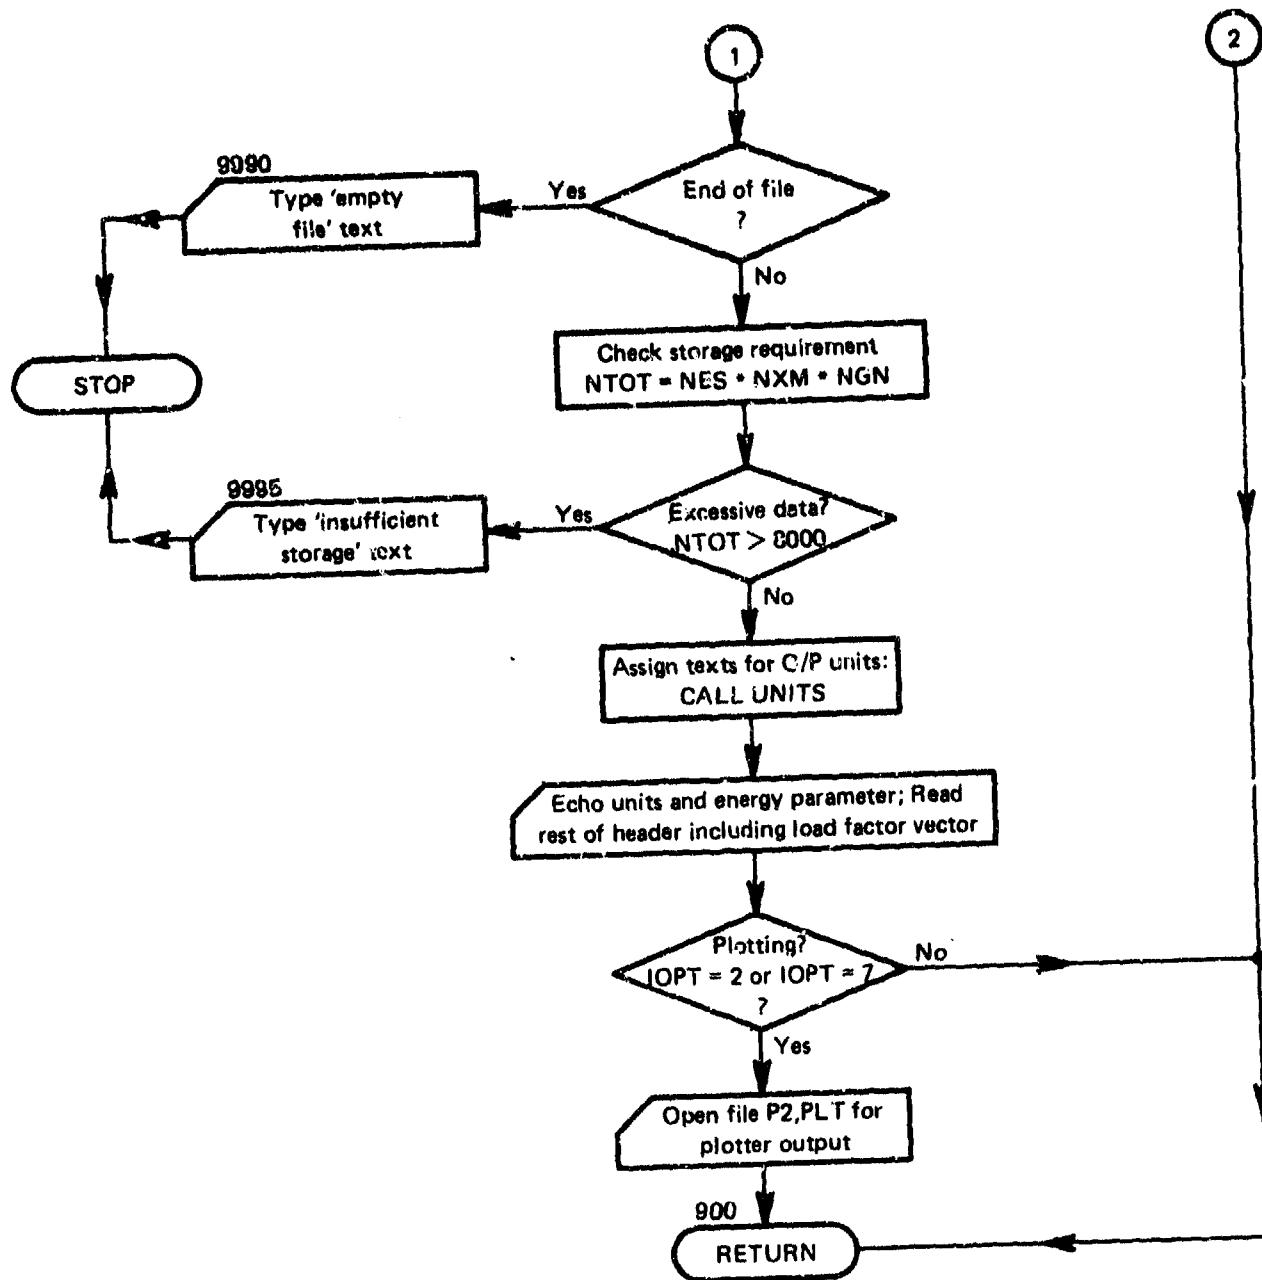 1
2
9990
Type 'empty
file' text
Yes
End of file
?
No
Check storage requirement
NTOT = NES * NXM * NGN
STOP
9995
Type 'insufficient
storage' text
Yes
Excessive data?
NTOT > 8000
No
Assign texts for C/P units:
CALL UNITS
Echo units and energy parameter; Read
rest of header including load factor vector
Plotting?
IOPT = 2 or IOPT = 7
?
No
Yes
Open file P2,PLT for
plotter output
900
RETURN